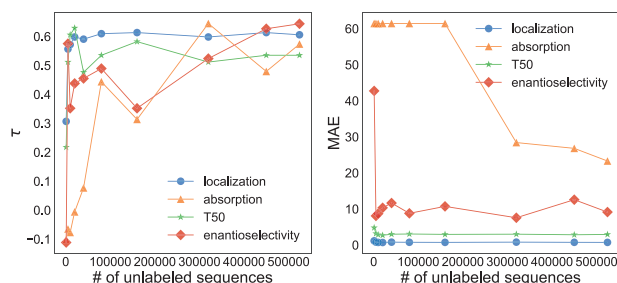 0.6
0.5
0.4
0.3
0.2
0.1
0.0
−0.1
τ
localization
absorption
T50
enantioselectivity
0 100000 200000 300000 400000 500000
# of unlabeled sequences
60
50
40
30
20
10
0
MAE
localization
absorption
T50
enantioselectivity
0 100000 200000 300000 400000 500000
# of unlabeled sequences